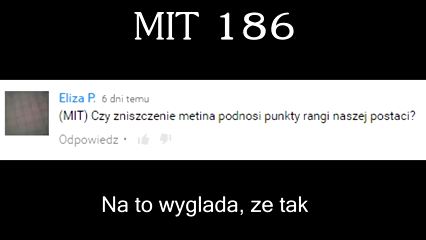 MIT 186
Eliza P. 6 dni temu
(MIT) Czy zniszczenie metina podnosi punkty rangi naszej postaci?
Odpowiedz •
Na to wyglada, ze tak